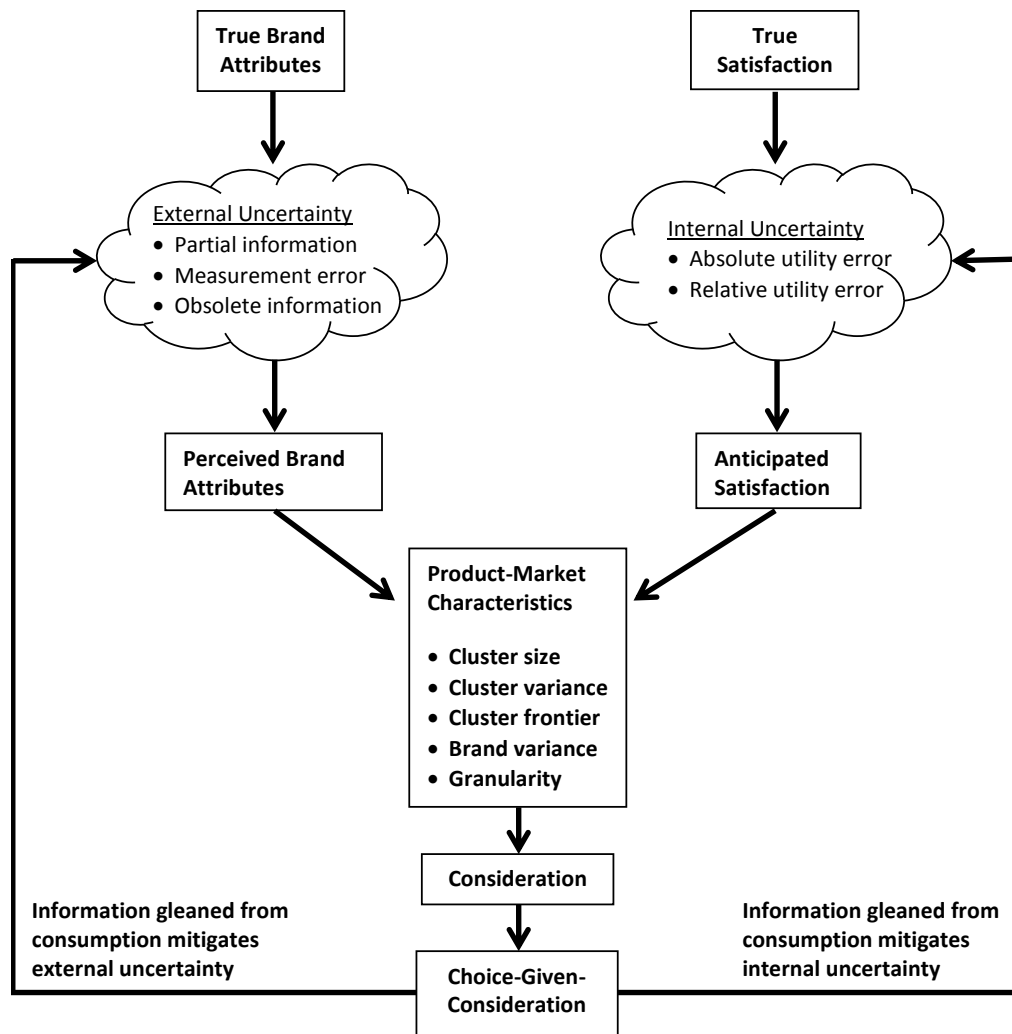 True Brand
Attributes
True
Satisfaction
External Uncertainty
• Partial information
• Measurement error
• Obsolete information
Internal Uncertainty
• Absolute utility error
• Relative utility error
Perceived Brand
Attributes
Anticipated
Satisfaction
Product-Market
Characteristics
• Cluster size
• Cluster variance
• Cluster frontier
• Brand variance
• Granularity
Consideration
Information gleaned from
consumption mitigates
external uncertainty
Information gleaned from
consumption mitigates
internal uncertainty
Choice-Given-
Consideration